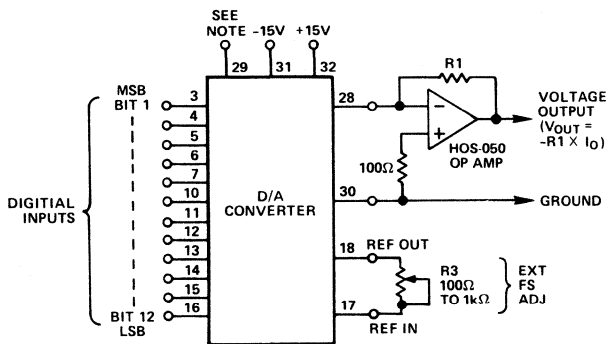 SEE
NOTE -15V +15V
29 31 32
MSB
BIT 1
3
4
5
6
7
10
11
12
13
14
15
16
BIT 12
LSB
DIGITIAL
INPUTS
D/A
CONVERTER
28
30
18
17
R1
HOS-050
OP AMP
100Ω
VOLTAGE
OUTPUT
(VOUT =
-R1 X IO)
GROUND
REF OUT
R3
100Ω
TO 1kΩ
REF IN
EXT
FS
ADJ